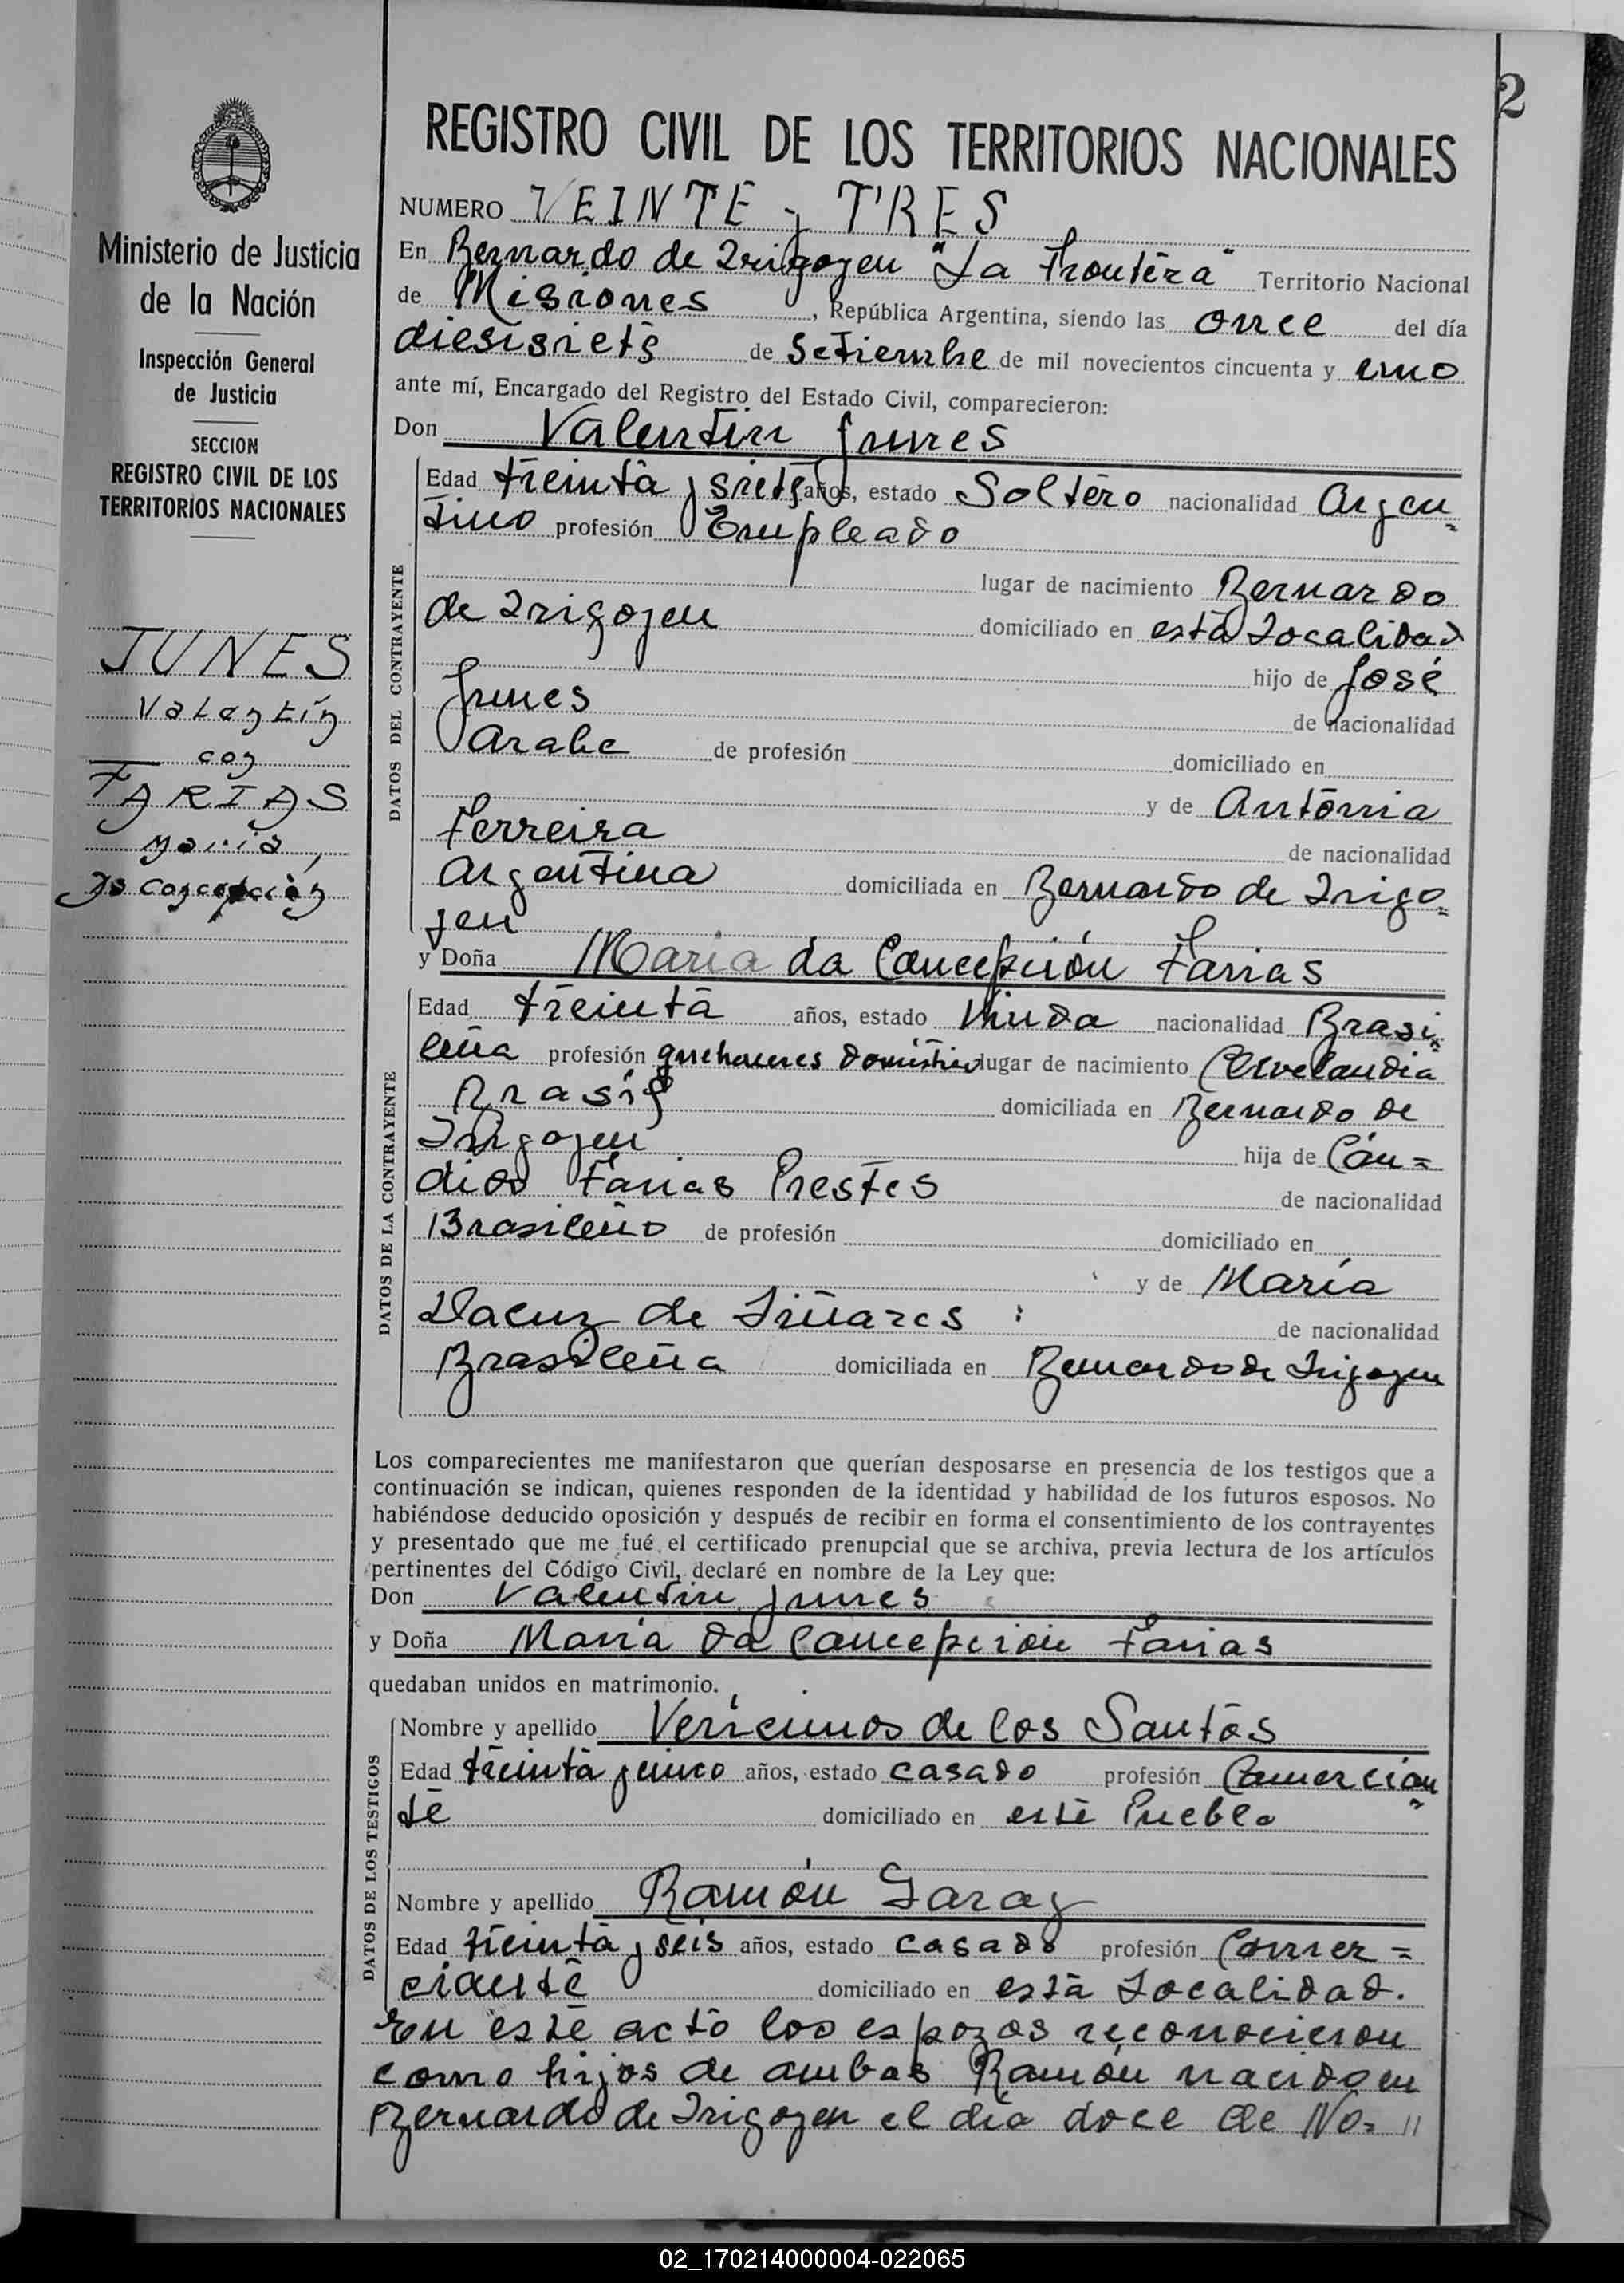 2
REGISTRO CIVIL DE LOS TERRITORIOS NACIONALES
Ministerio de Justicia
de la Nación
Inspección General
de Justicia
SECCION
REGISTRO CIVIL DE LOS
TERRITORIOS NACIONALES
JUNES
Valentín
con
FARIAS
María,
da Concepción
NUMERO VEINTE y TRES
En Bernardo de Irigoyen "La Frontera" Territorio Nacional
de Misiones, República Argentina, siendo las once del día
diesisiete de Setiembre de mil novecientos cincuenta y uno
ante mí, Encargado del Registro del Estado Civil, comparecieron:
Don Valentin Junes
DATOS DEL CONTRAYENTE
Edad treinta y siete años, estado Soltero nacionalidad Argen=
tino profesión Empleado
lugar de nacimiento Bernardo
de Irigoyen domiciliado en esta Localidad
hijo de José
Junes de nacionalidad
Arabe de profesión domiciliado en
y de Antonia
Ferreira de nacionalidad
Argentina domiciliada en Bernardo de Irigo=
yen
y Doña Maria da Concepción Farias
DATOS DE LA CONTRAYENTE
Edad treinta años, estado Viuda nacionalidad Brasi=
leña profesión quehaceres domésticos lugar de nacimiento Clevelandia
Brasil domiciliada en Bernardo de
Irigoyen hija de Cán=
dido Farias Prestes de nacionalidad
Brasileño de profesión domiciliado en
y de María
de Liñares de nacionalidad
Brasileña domiciliada en Bernardo de Irigoyen
Los comparecientes me manifestaron que querían desposarse en presencia de los testigos que a
continuación se indican, quienes responden de la identidad y habilidad de los futuros esposos. No
habiéndose deducido oposición y después de recibir en forma el consentimiento de los contrayentes
y presentado que me fué el certificado prenupcial que se archiva, previa lectura de los artículos
pertinentes del Código Civil, declaré en nombre de la Ley que:
Don Valentin Junes
y Doña María da Concepción Farias
quedaban unidos en matrimonio.
DATOS DE LOS TESTIGOS
Nombre y apellido de los Santos
Edad treinta y cinco años, estado casado profesión Comercian=
te domiciliado en este Pueblo
Nombre y apellido Ramón Garay
Edad treinta y seis años, estado casado profesión Comer=
ciante domiciliado en esta Localidad.
En este acto los espozos reconocieron
como hijos de ambos Ramón nacido en
Bernardo de Irigoyen el día doce de No= //
02_170214000004-022065